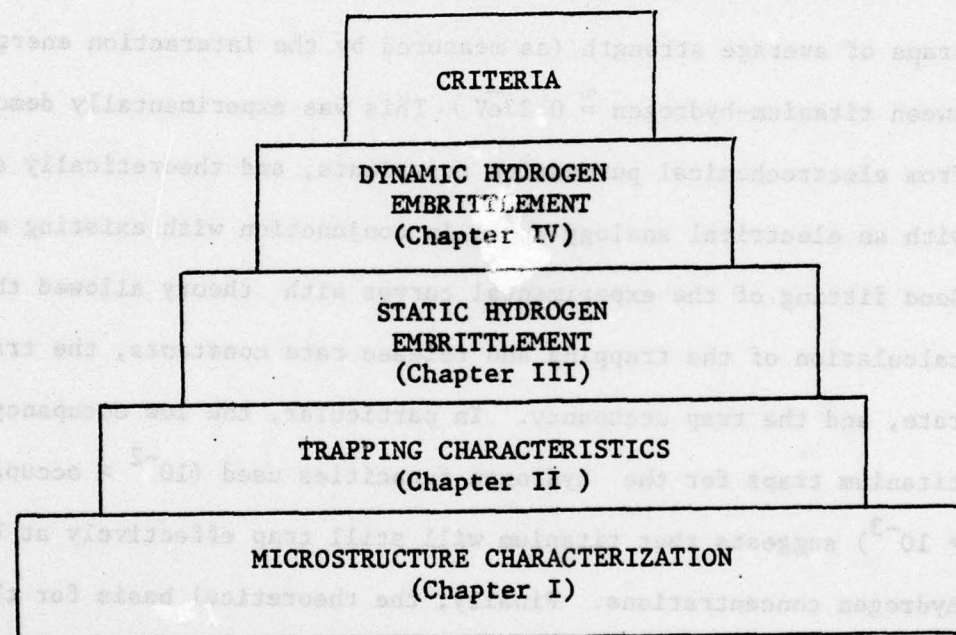 CRITERIA
DYNAMIC HYDROGEN
EMBRITTLEMENT
(Chapter IV)
STATIC HYDROGEN
EMBRITTLEMENT
(Chapter III)
TRAPPING CHARACTERISTICS
(Chapter II)
MICROSTRUCTURE CHARACTERIZATION
(Chapter I)